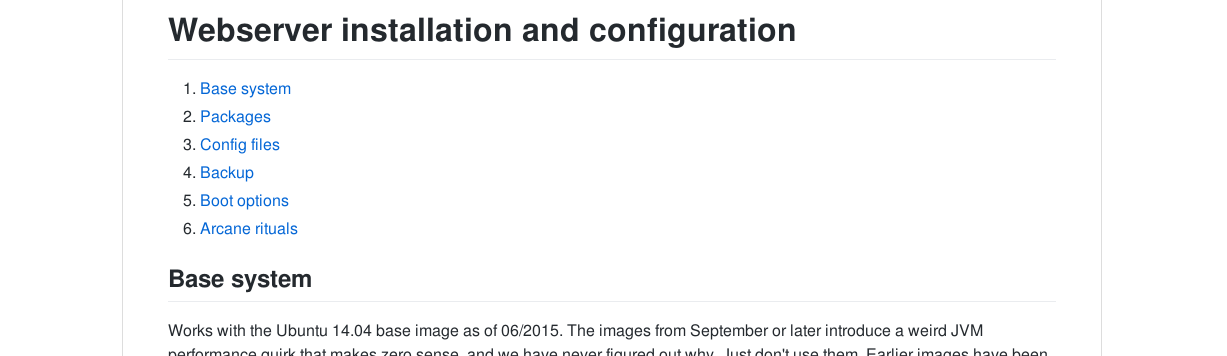 Webserver installation and configuration
1. Base system
2. Packages
3. Config files
4. Backup
5. Boot options
6. Arcane rituals
Base system
Works with the Ubuntu 14.04 base image as of 06/2015. The images from September or later introduce a weird JVM
performance quirk that makes zero sense, and we have never figured out why. Just don't use them. Earlier images have been